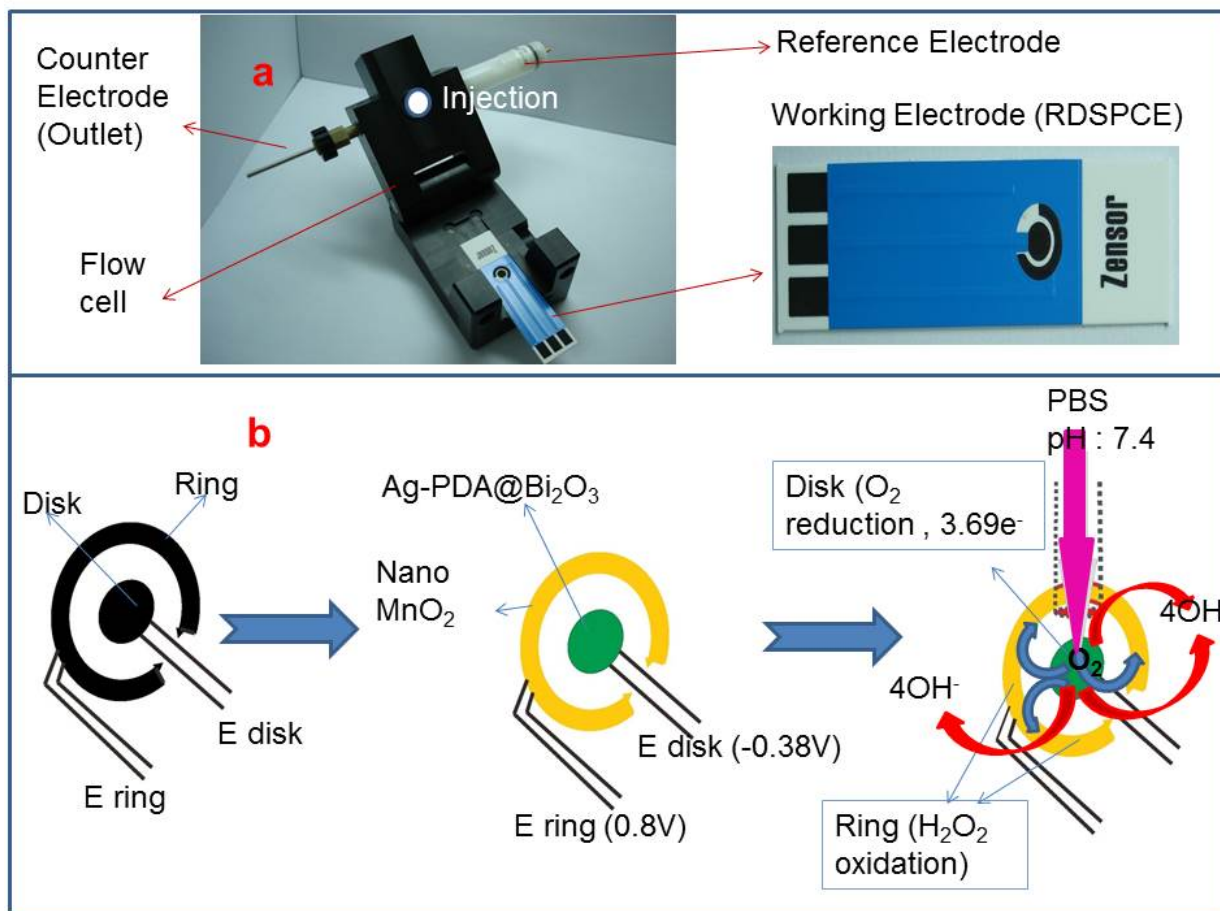 a
Counter
Electrode
(Outlet)
Injection
Reference Electrode
Working Electrode (RDSPCE)
Flow
cell
Zensor
Zensor
b
Disk
Ring
E disk
E ring
Ag-PDA@Bi₂O₃
Nano
MnO₂
E disk (-0.38V)
E ring (0.8V)
PBS
pH : 7.4
Disk (O₂
reduction , 3.69e⁻
4OH⁻
O₂
4OH⁻
Ring (H₂O₂
oxidation)